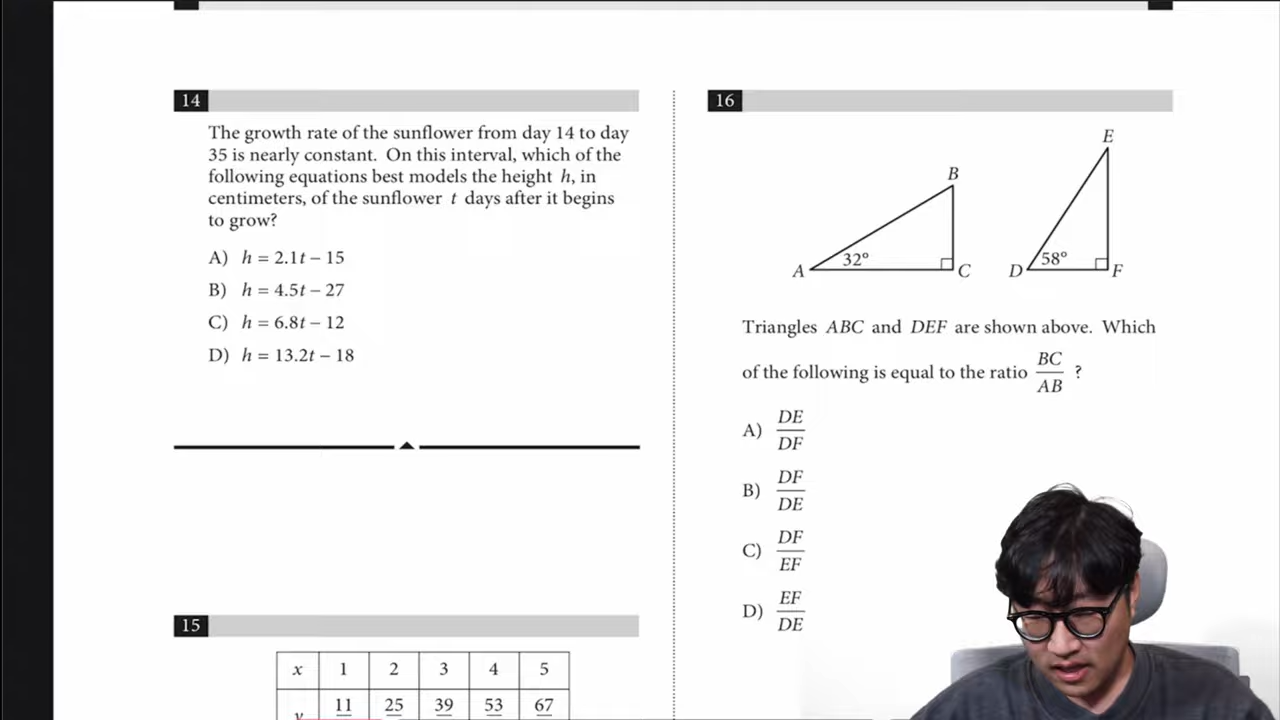 14
The growth rate of the sunflower from day 14 to day
35 is nearly constant. On this interval, which of the
following equations best models the height h, in
centimeters, of the sunflower t days after it begins
to grow?
A) h = 2.1t – 15
B) h = 4.5t – 27
C) h = 6.8t – 12
D) h = 13.2t – 18
15
x 1 2 3 4 5
y 11 25 39 53 67
16
E
B
32°
58°
A
C
D
F
Triangles ABC and DEF are shown above. Which
of the following is equal to the ratio BC/AB ?
A) DE/DF
B) DF/DE
C) DF/EF
D) EF/DE